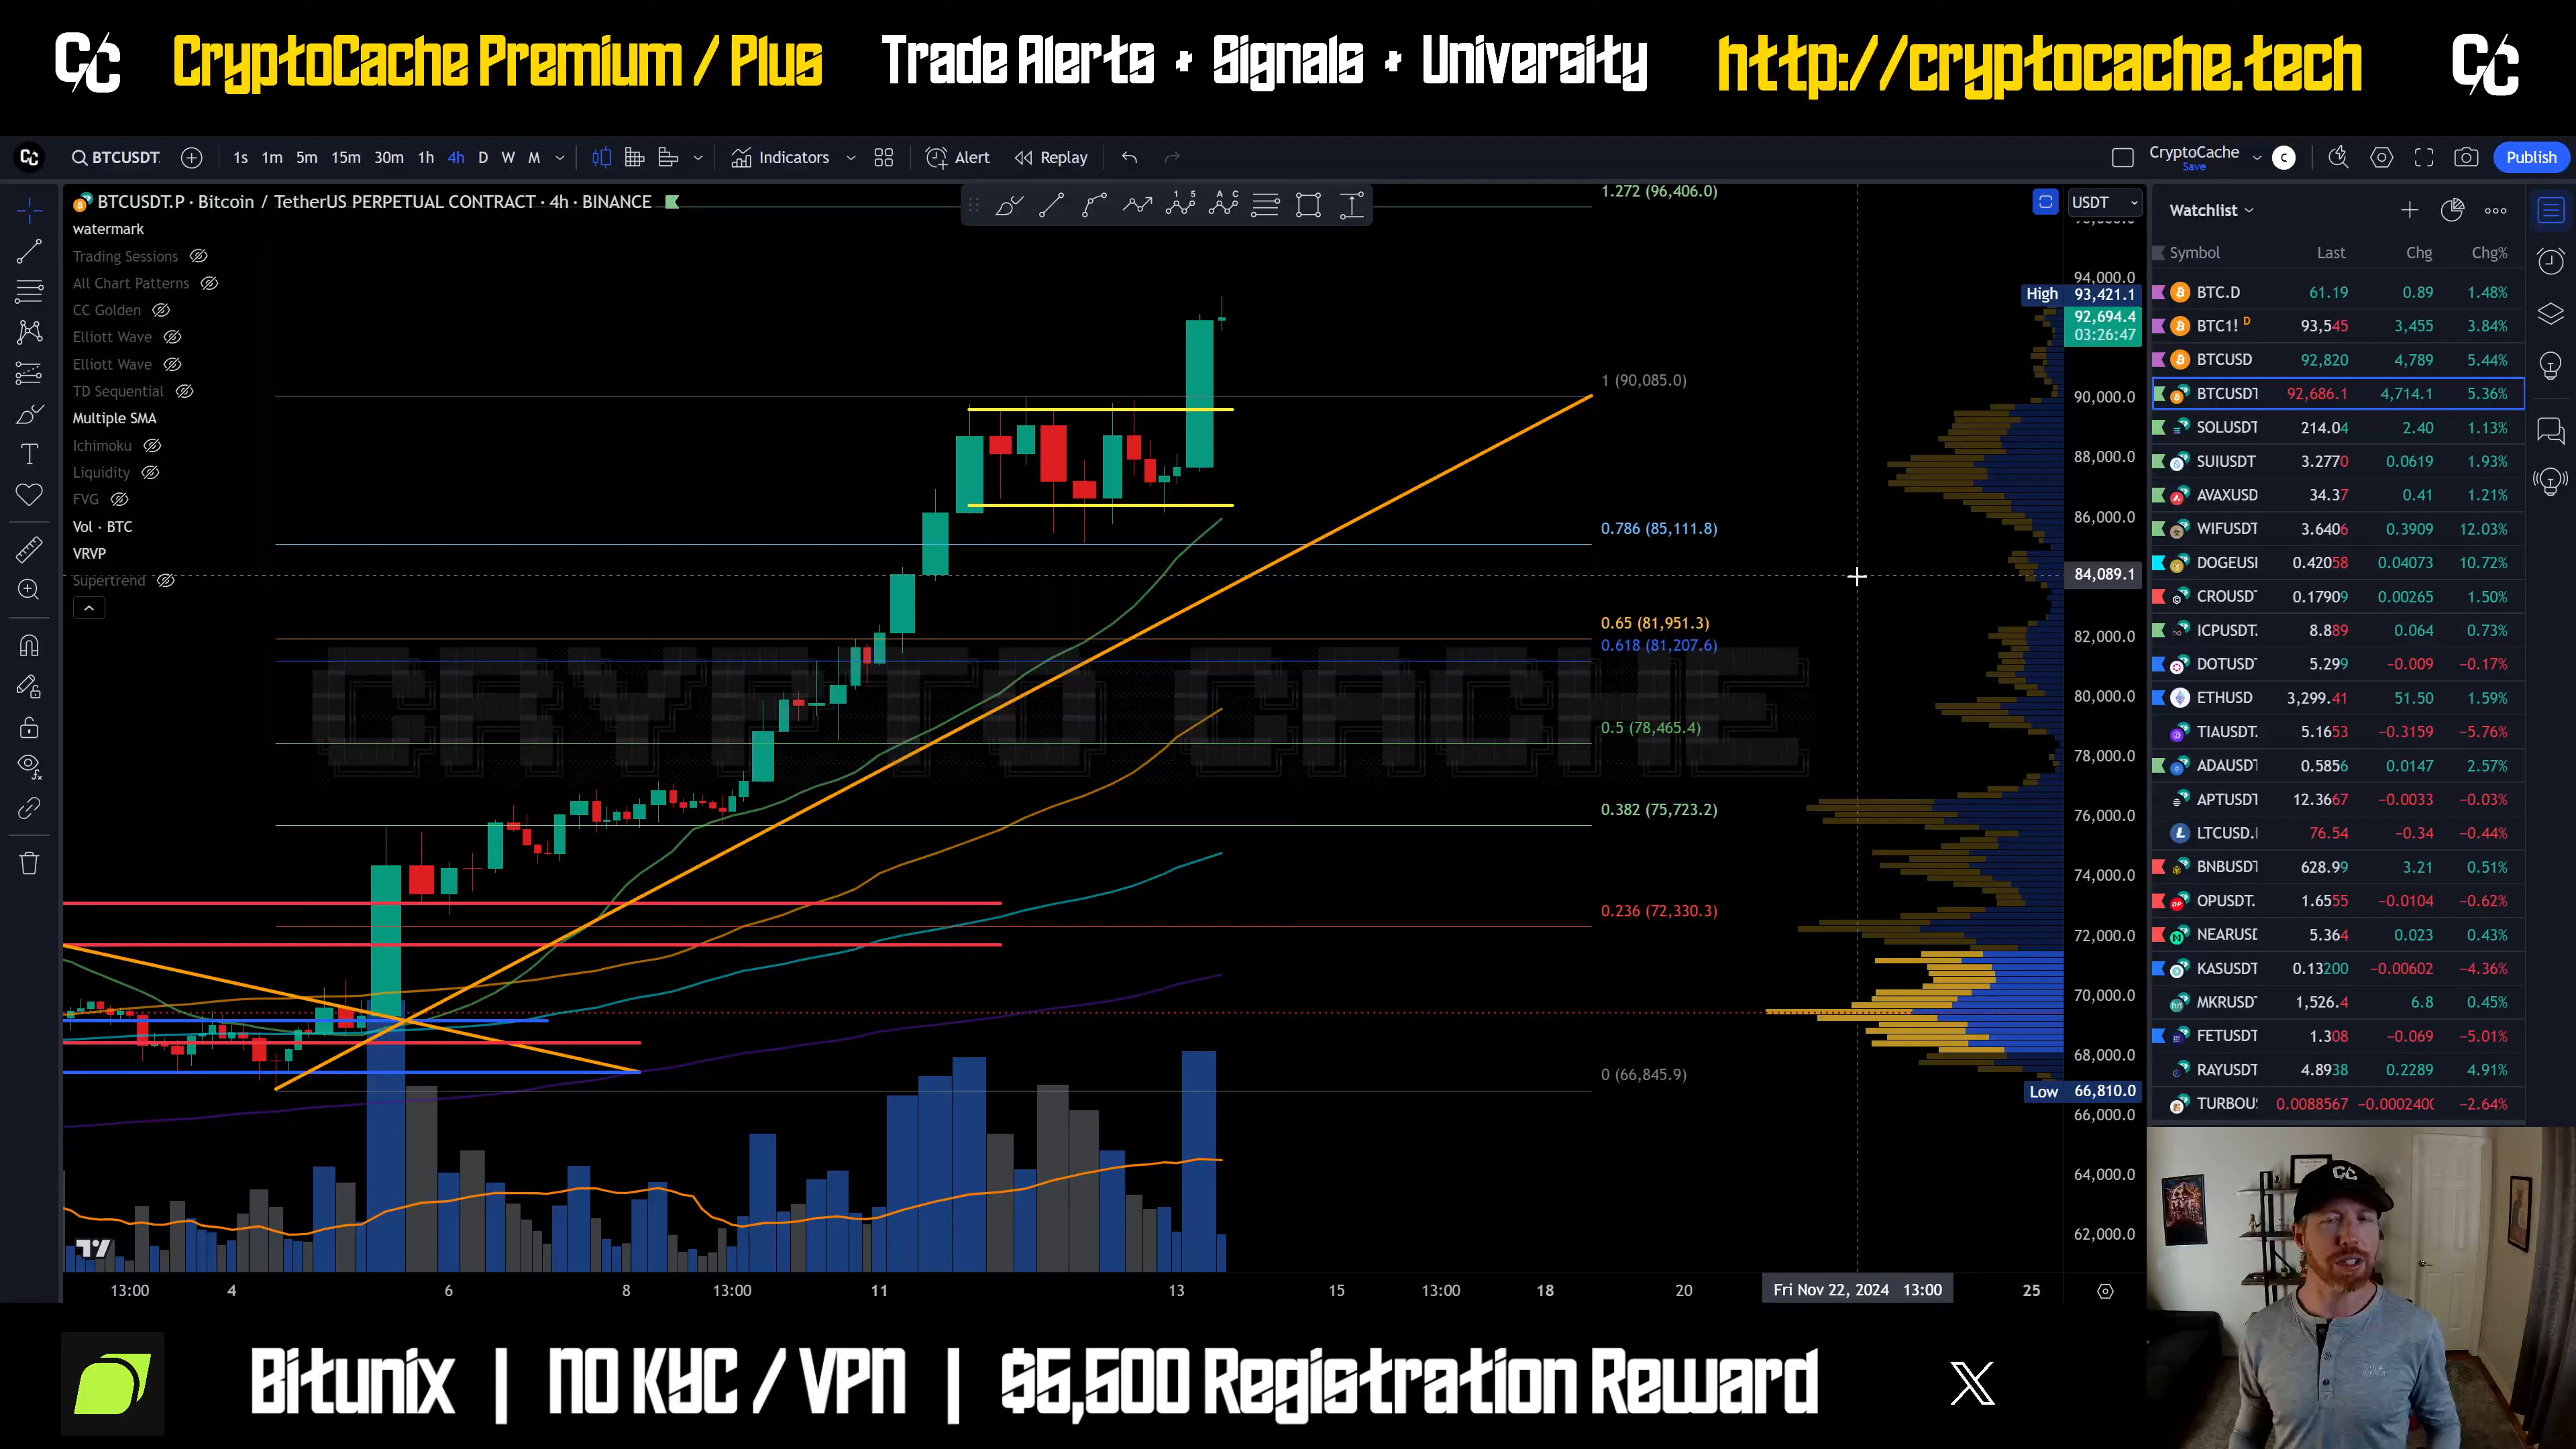 CC CryptoCache Premium / Plus Trade Alerts + Signals + University http://cryptocache.tech CC
CC BTCUSDT. 1s 1m 5m 15m 30m 1h 4h D W M Indicators Alert Replay CryptoCache Save C Publish
BTCUSDT.P · Bitcoin / TetherUS PERPETUAL CONTRACT · 4h · BINANCE
watermark
Trading Sessions
All Chart Patterns
CC Golden
Elliott Wave
Elliott Wave
TD Sequential
Multiple SMA
Ichimoku
Liquidity
FVG
Vol · BTC
VRVP
Supertrend
1.272 (96,406.0)
1 (90,085.0)
0.786 (85,111.8)
0.65 (81,951.3)
0.618 (81,207.6)
0.5 (78,465.4)
0.382 (75,723.2)
0.236 (72,330.3)
0 (66,845.9)
CRYPTO CACHE
USDT
94,000.0
High 93,421.1
92,694.4
03:26:47
90,000.0
88,000.0
86,000.0
84,089.1
82,000.0
80,000.0
78,000.0
76,000.0
74,000.0
72,000.0
70,000.0
68,000.0
Low 66,810.0
66,000.0
64,000.0
62,000.0
13:00 4 6 8 13:00 11 13 15 13:00 18 20 Fri Nov 22, 2024 13:00 25
Watchlist
Symbol Last Chg Chg%
BTC.D 61.19 0.89 1.48%
BTC1! D 93,545 3,455 3.84%
BTCUSD 92,820 4,789 5.44%
BTCUSDT 92,686.1 4,714.1 5.36%
SOLUSDT 214.04 2.40 1.13%
SUIUSDT 3.2770 0.0619 1.93%
AVAXUSD 34.37 0.41 1.21%
WIFUSDT 3.6406 0.3909 12.03%
DOGEUSI 0.42058 0.04073 10.72%
CROUSDT 0.17909 0.00265 1.50%
ICPUSDT. 8.889 0.064 0.73%
DOTUSDT 5.299 −0.009 −0.17%
ETHUSD 3,299.41 51.50 1.59%
TIAUSDT. 5.1653 −0.3159 −5.76%
ADAUSDT 0.5856 0.0147 2.57%
APTUSDT 12.3667 −0.0033 −0.03%
LTCUSD.I 76.54 −0.34 −0.44%
BNBUSDT 628.99 3.21 0.51%
OPUSDT. 1.6555 −0.0104 −0.62%
NEARUSD 5.364 0.023 0.43%
KASUSDT 0.13200 −0.00602 −4.36%
MKRUSDT 1,526.4 6.8 0.45%
FETUSDT 1.308 −0.069 −5.01%
RAYUSDT 4.8938 0.2289 4.91%
TURBOU 0.0088567 −0.000240 −2.64%
CC
Bitunix | NO KYC / VPN | $5,500 Registration Reward X